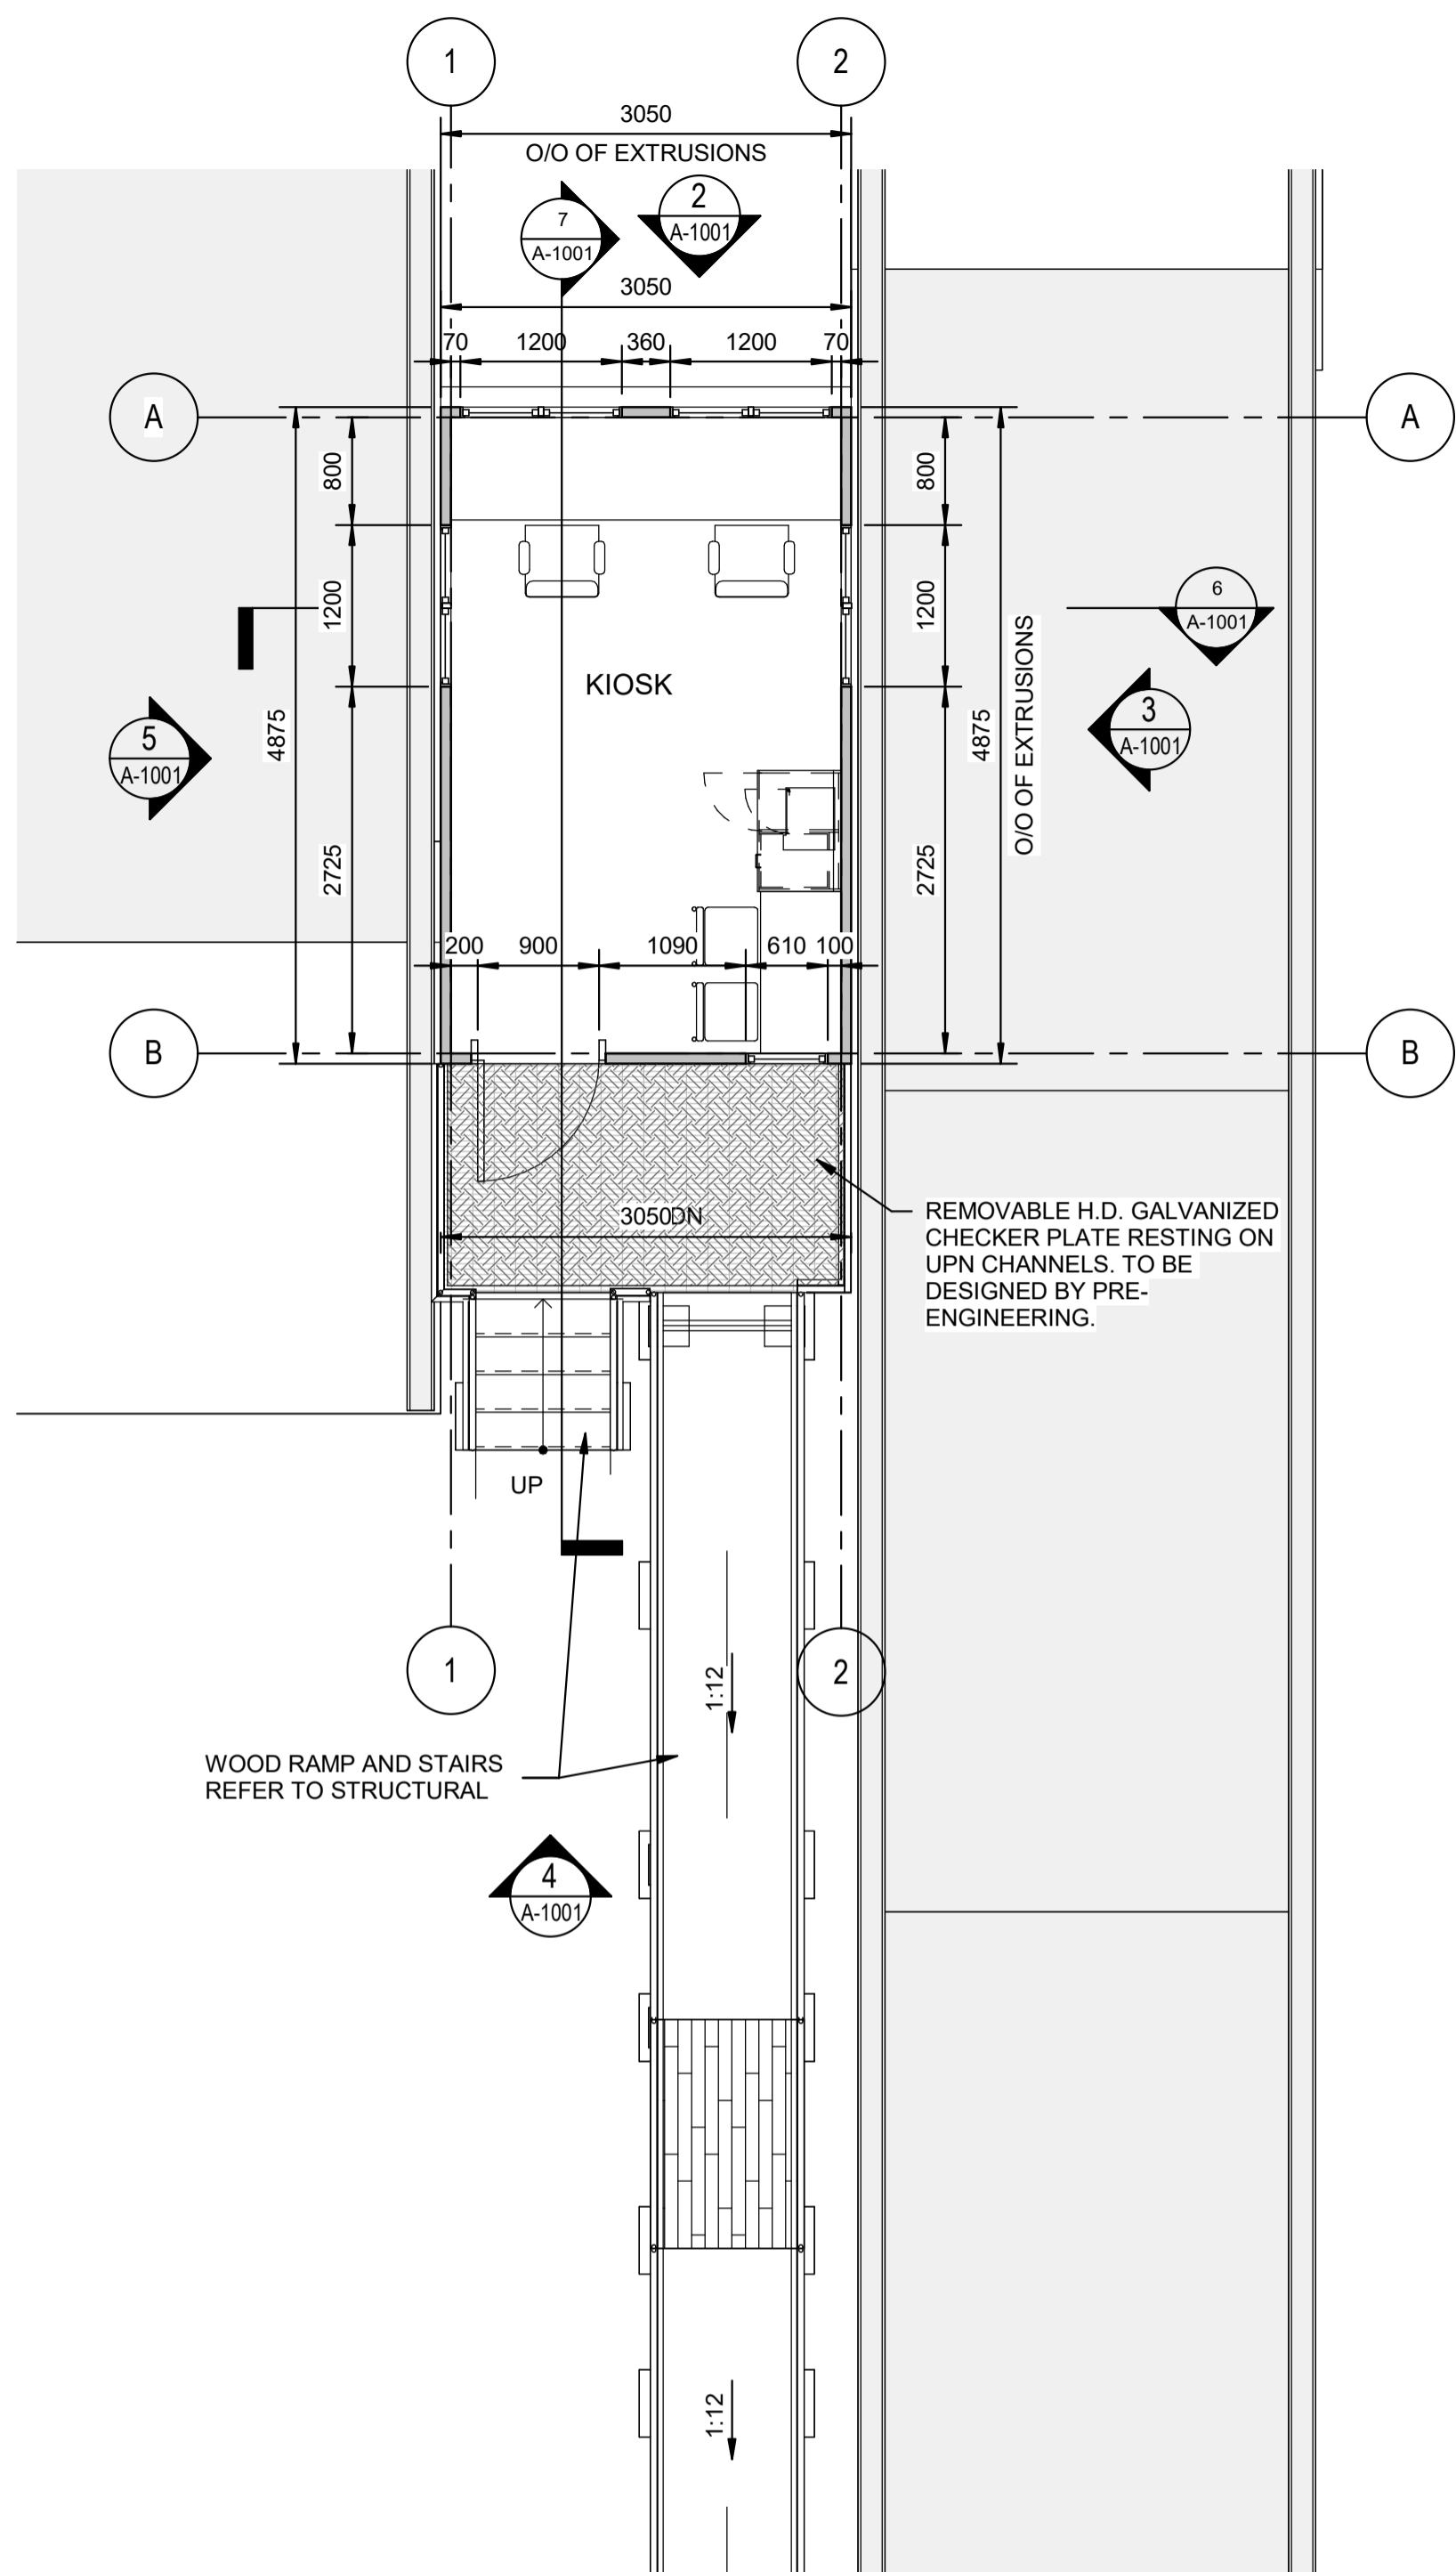 1
2
3050
O/O OF EXTRUSIONS
7
A-1001
2
A-1001
3050
70
1200
360
1200
70
A
A
800
800
1200
1200
6
A-1001
KIOSK
O/O OF EXTRUSIONS
4875
4875
5
A-1001
3
A-1001
2725
2725
200
900
1090
610
100
B
B
3050
DN
REMOVABLE H.D. GALVANIZED
CHECKER PLATE RESTING ON
UPN CHANNELS. TO BE
DESIGNED BY PRE-
ENGINEERING.
UP
1
2
1:12
WOOD RAMP AND STAIRS
REFER TO STRUCTURAL
4
A-1001
1:12